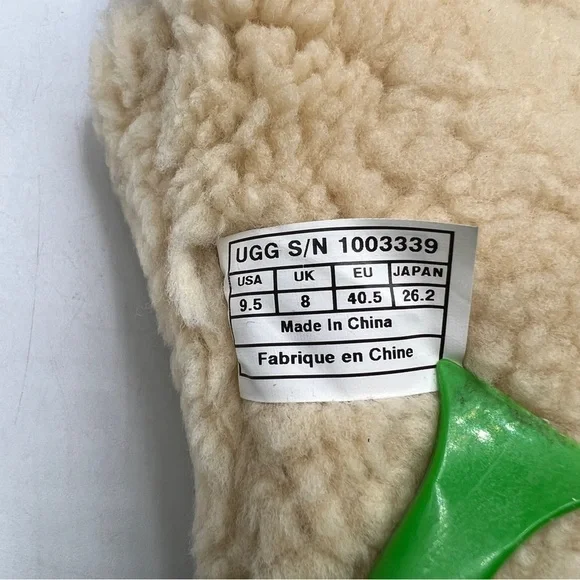 UGG S/N 1003339
USA UK EU JAPAN
9.5 8 40.5 26.2
Made In China
Fabrique en Chine